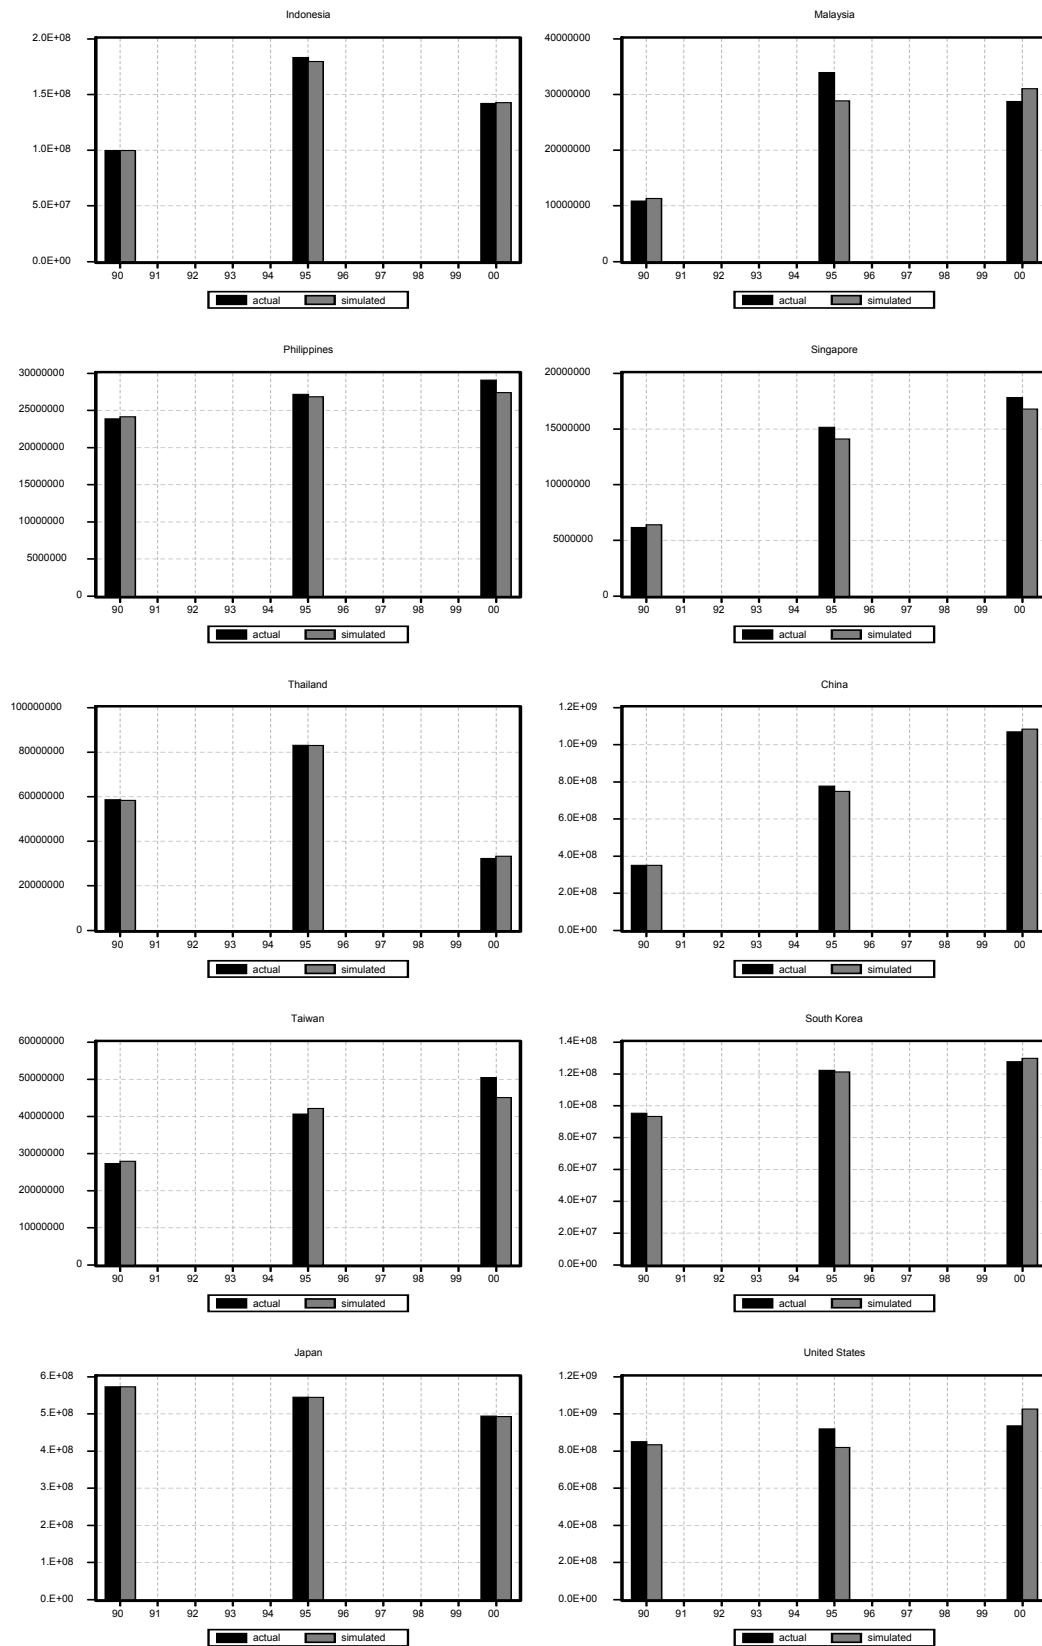 Indonesia
2.0E+08
1.5E+08
1.0E+08
5.0E+07
0.0E+00
90 91 92 93 94 95 96 97 98 99 00
actual simulated
Malaysia
40000000
30000000
20000000
10000000
0
90 91 92 93 94 95 96 97 98 99 00
actual simulated
Philippines
30000000
25000000
20000000
15000000
10000000
5000000
0
90 91 92 93 94 95 96 97 98 99 00
actual simulated
Singapore
20000000
15000000
10000000
5000000
0
90 91 92 93 94 95 96 97 98 99 00
actual simulated
Thailand
100000000
80000000
60000000
40000000
20000000
0
90 91 92 93 94 95 96 97 98 99 00
actual simulated
China
1.2E+09
1.0E+09
8.0E+08
6.0E+08
4.0E+08
2.0E+08
0.0E+00
90 91 92 93 94 95 96 97 98 99 00
actual simulated
Taiwan
60000000
50000000
40000000
30000000
20000000
10000000
0
90 91 92 93 94 95 96 97 98 99 00
actual simulated
South Korea
1.4E+08
1.2E+08
1.0E+08
8.0E+07
6.0E+07
4.0E+07
2.0E+07
0.0E+00
90 91 92 93 94 95 96 97 98 99 00
actual simulated
Japan
6.E+08
5.E+08
4.E+08
3.E+08
2.E+08
1.E+08
0.E+00
90 91 92 93 94 95 96 97 98 99 00
actual simulated
United States
1.2E+09
1.0E+09
8.0E+08
6.0E+08
4.0E+08
2.0E+08
0.0E+00
90 91 92 93 94 95 96 97 98 99 00
actual simulated